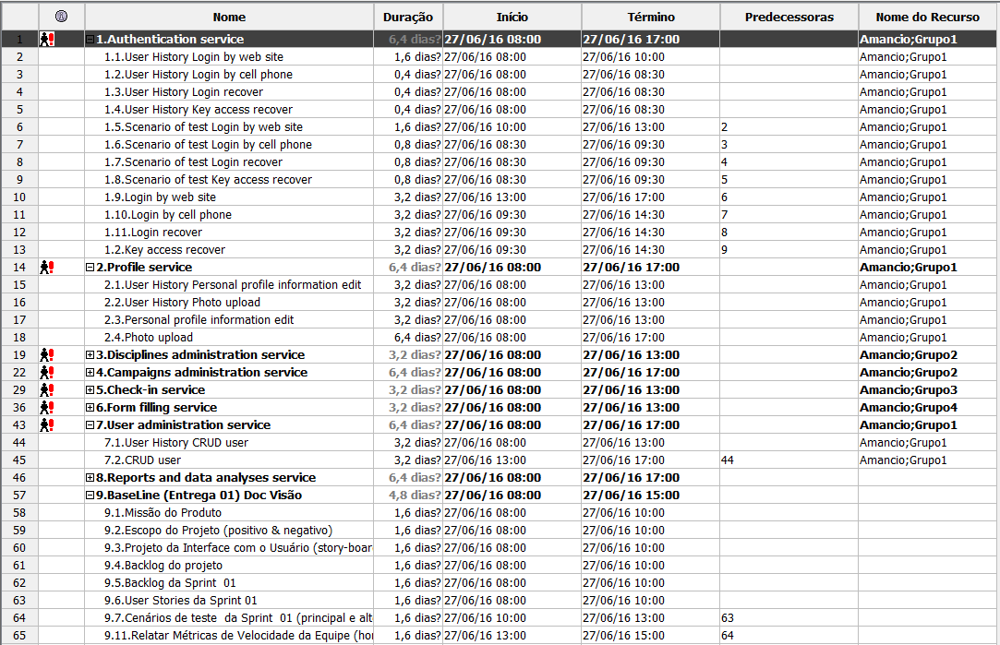 Nome Duração Início Término Predecessoras Nome do Recurso
1 1.Authentication service 6,4 dias? 27/06/16 08:00 27/06/16 17:00 Amancio;Grupo1
2 1.1.User History Login by web site 1,6 dias? 27/06/16 08:00 27/06/16 10:00 Amancio;Grupo1
3 1.2.User History Login by cell phone 0,4 dias? 27/06/16 08:00 27/06/16 08:30 Amancio;Grupo1
4 1.3.User History Login recover 0,4 dias? 27/06/16 08:00 27/06/16 08:30 Amancio;Grupo1
5 1.4.User History Key access recover 0,4 dias? 27/06/16 08:00 27/06/16 08:30 Amancio;Grupo1
6 1.5.Scenario of test Login by web site 1,6 dias? 27/06/16 10:00 27/06/16 13:00 2 Amancio;Grupo1
7 1.6.Scenario of test Login by cell phone 0,8 dias? 27/06/16 08:30 27/06/16 09:30 3 Amancio;Grupo1
8 1.7.Scenario of test Login recover 0,8 dias? 27/06/16 08:30 27/06/16 09:30 4 Amancio;Grupo1
9 1.8.Scenario of test Key access recover 0,8 dias? 27/06/16 08:30 27/06/16 09:30 5 Amancio;Grupo1
10 1.9.Login by web site 3,2 dias? 27/06/16 13:00 27/06/16 17:00 6 Amancio;Grupo1
11 1.10.Login by cell phone 3,2 dias? 27/06/16 09:30 27/06/16 14:30 7 Amancio;Grupo1
12 1.11.Login recover 3,2 dias? 27/06/16 09:30 27/06/16 14:30 8 Amancio;Grupo1
13 1.2.Key access recover 3,2 dias? 27/06/16 09:30 27/06/16 14:30 9 Amancio;Grupo1
14 2.Profile service 6,4 dias? 27/06/16 08:00 27/06/16 17:00 Amancio;Grupo1
15 2.1.User History Personal profile information edit 3,2 dias? 27/06/16 08:00 27/06/16 13:00 Amancio;Grupo1
16 2.2.User History Photo upload 3,2 dias? 27/06/16 08:00 27/06/16 13:00 Amancio;Grupo1
17 2.3.Personal profile information edit 3,2 dias? 27/06/16 08:00 27/06/16 13:00 Amancio;Grupo1
18 2.4.Photo upload 6,4 dias? 27/06/16 08:00 27/06/16 17:00 Amancio;Grupo1
19 3.Disciplines administration service 3,2 dias? 27/06/16 08:00 27/06/16 13:00 Amancio;Grupo2
22 4.Campaigns administration service 6,4 dias? 27/06/16 08:00 27/06/16 17:00 Amancio;Grupo2
29 5.Check-in service 3,2 dias? 27/06/16 08:00 27/06/16 13:00 Amancio;Grupo3
36 6.Form filling service 3,2 dias? 27/06/16 08:00 27/06/16 13:00 Amancio;Grupo4
43 7.User administration service 6,4 dias? 27/06/16 08:00 27/06/16 17:00 Amancio;Grupo1
44 7.1.User History CRUD user 3,2 dias? 27/06/16 08:00 27/06/16 13:00 Amancio;Grupo1
45 7.2.CRUD user 3,2 dias? 27/06/16 13:00 27/06/16 17:00 44 Amancio;Grupo1
46 8.Reports and data analyses service 6,4 dias? 27/06/16 08:00 27/06/16 17:00
57 9.BaseLine (Entrega 01) Doc Visão 4,8 dias? 27/06/16 08:00 27/06/16 15:00
58 9.1.Missão do Produto 1,6 dias? 27/06/16 08:00 27/06/16 10:00
59 9.2.Escopo do Projeto (positivo & negativo) 1,6 dias? 27/06/16 08:00 27/06/16 10:00
60 9.3.Projeto da Interface com o Usuário (story-boar 1,6 dias? 27/06/16 08:00 27/06/16 10:00
61 9.4.Backlog do projeto 1,6 dias? 27/06/16 08:00 27/06/16 10:00
62 9.5.Backlog da Sprint 01 1,6 dias? 27/06/16 08:00 27/06/16 10:00
63 9.6.User Stories da Sprint 01 1,6 dias? 27/06/16 08:00 27/06/16 10:00
64 9.7.Cenários de teste da Sprint 01 (principal e alt 1,6 dias? 27/06/16 10:00 27/06/16 13:00 63
65 9.11.Relatar Métricas de Velocidade da Equipe (hor 1,6 dias? 27/06/16 13:00 27/06/16 15:00 64